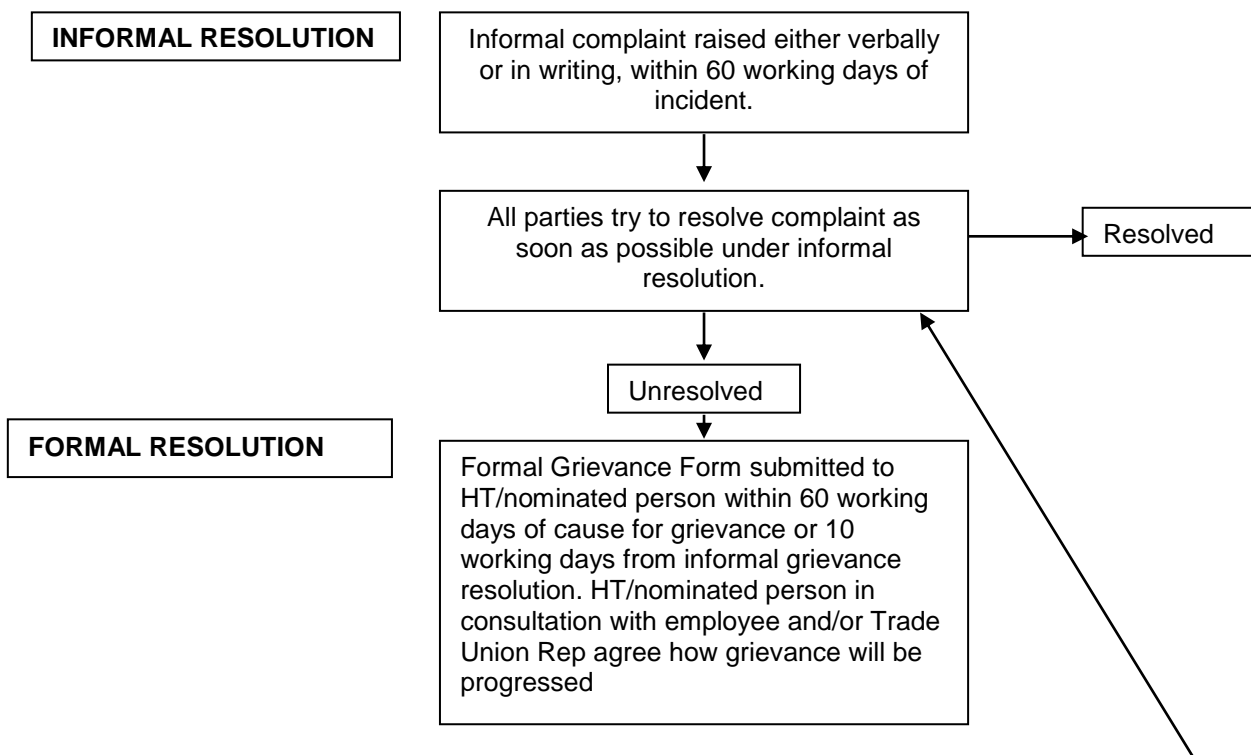 INFORMAL RESOLUTION
Informal complaint raised either verbally
or in writing, within 60 working days of
incident.
All parties try to resolve complaint as
soon as possible under informal
resolution.
Resolved
Unresolved
FORMAL RESOLUTION
Formal Grievance Form submitted to
HT/nominated person within 60 working
days of cause for grievance or 10
working days from informal grievance
resolution. HT/nominated person in
consultation with employee and/or Trade
Union Rep agree how grievance will be
progressed